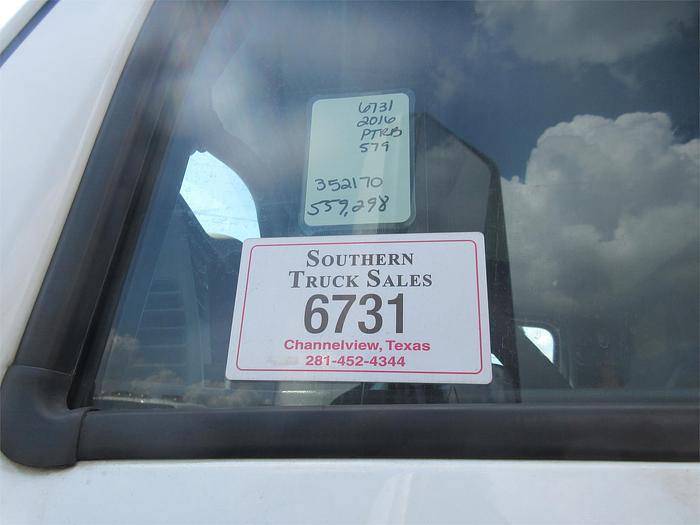 6731
2016
PTRB
579
352170
559,298
SOUTHERN
TRUCK SALES
6731
Channelview, Texas
281-452-4344